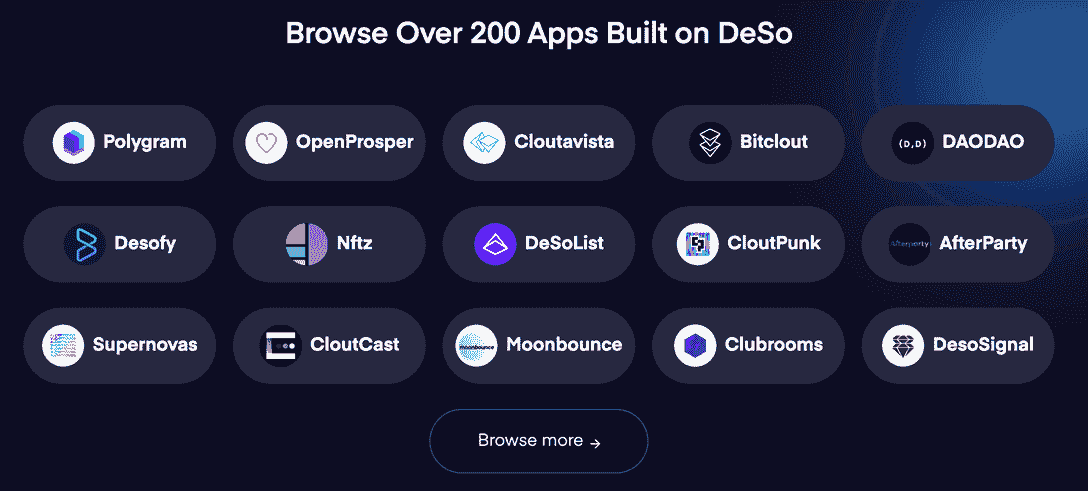 Browse Over 200 Apps Built on DeSo
Polygram
OpenProsper
Cloutavista
Bitclout
(D,D) DAODAO
Desofy
Nftz
DeSoList
CloutPunk
Afterparty AfterParty
Supernovas
CloutCast
moonbounce Moonbounce
Clubrooms
DesoSignal
Browse more →